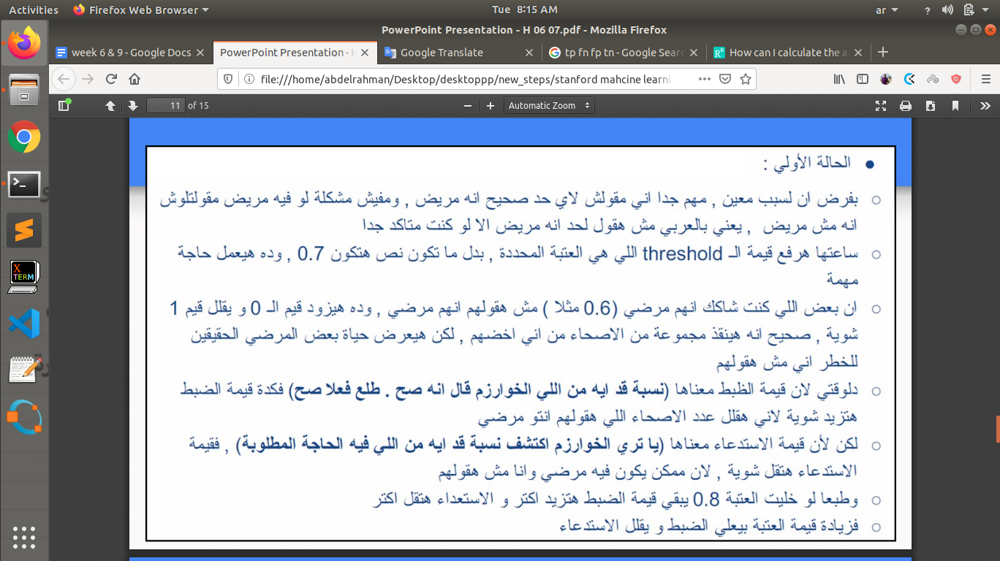 Activities
Firefox Web Browser
Tue 8:15 AM
ar
?
PowerPoint Presentation - H 06 07.pdf - Mozilla Firefox
week 6 & 9 - Google Docs
PowerPoint Presentation - H
Google Translate
tp fn fp tn - Google Sear
How can I calculate the a
file:///home/abdelrahman/Desktop/desktoppp/new_steps/stanford mahcine learni
11 of 15
Automatic Zoom
الحالة الأولي :
بفرض ان لسبب معين , مهم جدا اني مقولش لاي حد صحيح انه مريض , ومفيش مشكلة لو فيه مريض مقولتلوش
انه مش مريض , يعني بالعربي مش هقول لحد انه مريض الا لو كنت متاكد جدا
ساعتها هرفع قيمة الـ threshold اللي هي العتبة المحددة , بدل ما تكون نص هتكون 0.7 , وده هيعمل حاجة
مهمة
ان بعض اللي كنت شاكك انهم مرضي (0.6 مثلا ) مش هقولهم انهم مرضي , وده هيزود قيم الـ 0 و يقلل قيم 1
شوية , صحيح انه هينقذ مجموعة من الاصحاء من اني اخضهم , لكن هيعرض حياة بعض المرضي الحقيقين
للخطر اني مش هقولهم
دلوقتي لان قيمة الظبط معناها (نسبة قد ايه من اللي الخوارزم قال انه صح . طلع فعلا صح) فكدة قيمة الضبط
هتزيد شوية لاني هقلل عدد الاصحاء اللي هقولهم انتو مرضي
لكن لأن قيمة الاستدعاء معناها (يا تري الخوارزم اكتشف نسبة قد ايه من اللي فيه الحاجة المطلوبة) , فقيمة
الاستدعاء هتقل شوية , لان ممكن يكون فيه مرضي وانا مش هقولهم
وطبعا لو خليت العتبة 0.8 يبقي قيمة الضبط هتزيد اكتر و الاستعداء هتقل اكتر
فزيادة قيمة العتبة بيعلي الضبط و يقلل الاستدعاء
X
TERM